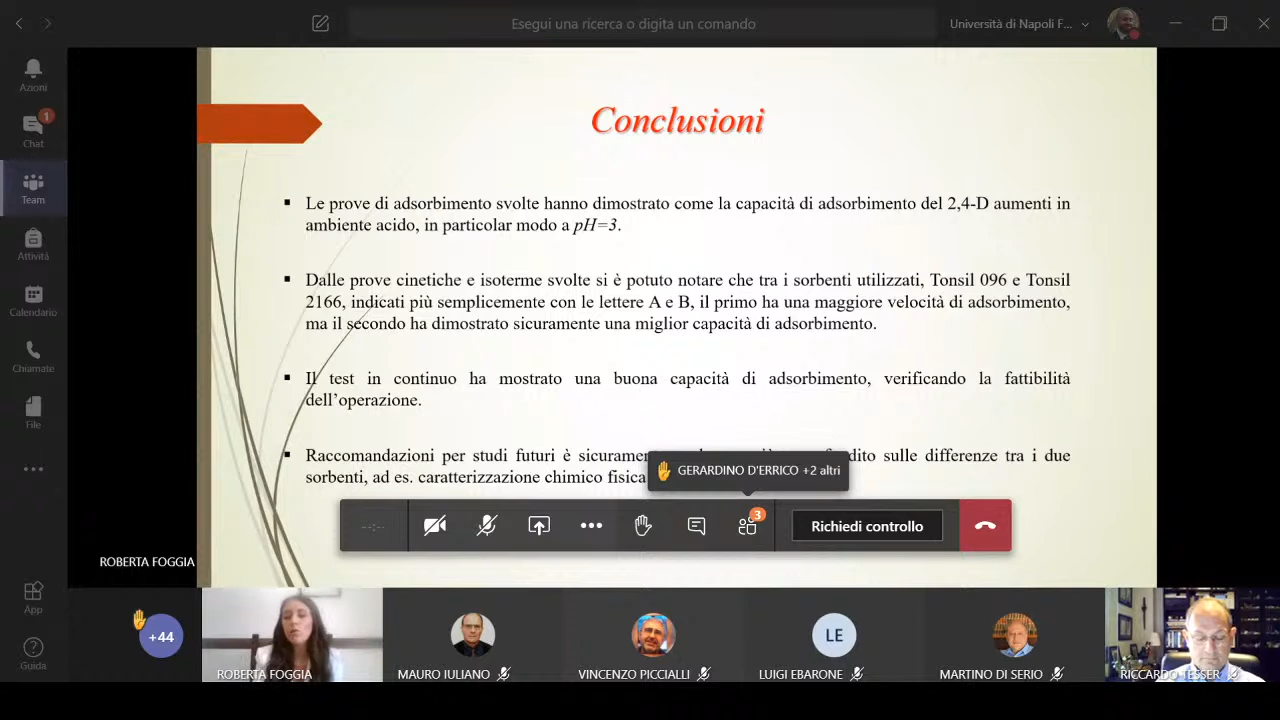 Esegui una ricerca o digita un comando
Università di Napoli F...
Azioni
1
Chat
Team
Attività
Calendario
Chiamate
File
App
Guida
Conclusioni
Le prove di adsorbimento svolte hanno dimostrato come la capacità di adsorbimento del 2,4-D aumenti in
ambiente acido, in particolar modo a pH=3.
Dalle prove cinetiche e isoterme svolte si è potuto notare che tra i sorbenti utilizzati, Tonsil 096 e Tonsil
2166, indicati più semplicemente con le lettere A e B, il primo ha una maggiore velocità di adsorbimento,
ma il secondo ha dimostrato sicuramente una miglior capacità di adsorbimento.
Il test in continuo ha mostrato una buona capacità di adsorbimento, verificando la fattibilità
dell'operazione.
Raccomandazioni per studi futuri è sulle differenze tra i due
sorbenti, ad es. caratterizzazione chimico fisica
GERARDINO D'ERRICO +2 altri
--:--
3
Richiedi controllo
ROBERTA FOGGIA
+44
ROBERTA FOGGIA
MAURO IULIANO
VINCENZO PICCIALLI
LE
LUIGI EBARONE
MARTINO DI SERIO
RICCARDO TESSER